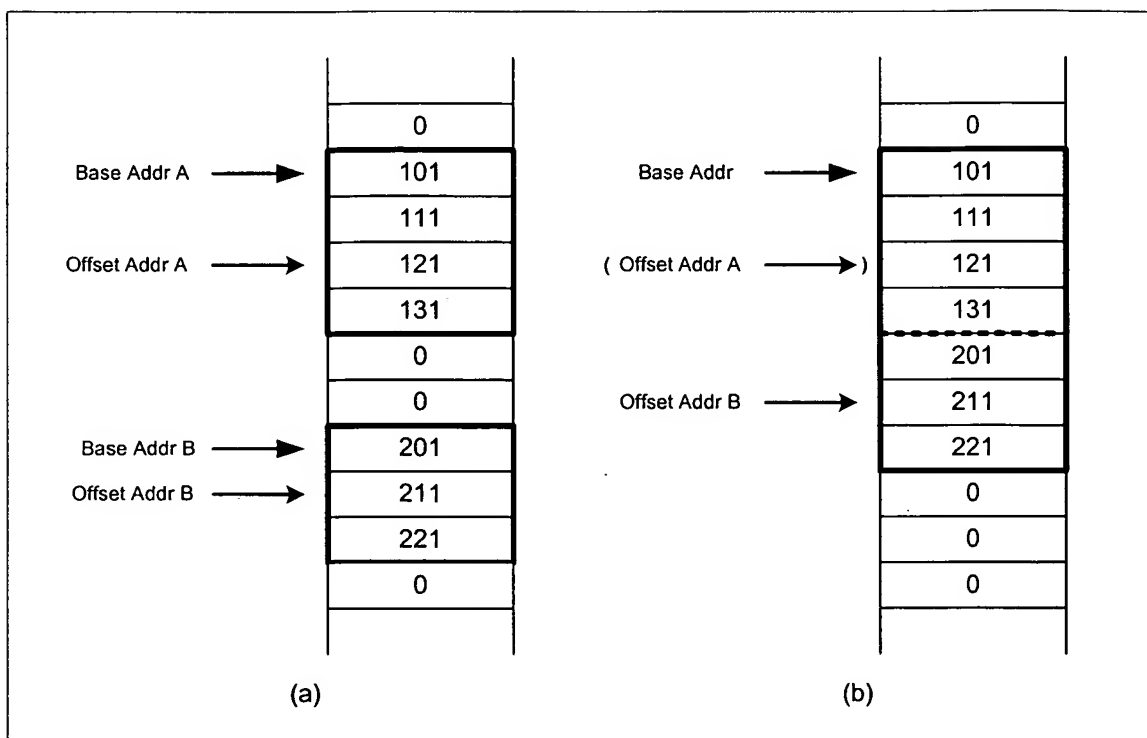 0
Base Addr A 101
111
Offset Addr A 121
131
0
0
Base Addr B 201
Offset Addr B 211
221
0
(a)
0
Base Addr 101
111
( Offset Addr A ) 121
131
201
Offset Addr B 211
221
0
0
0
(b)